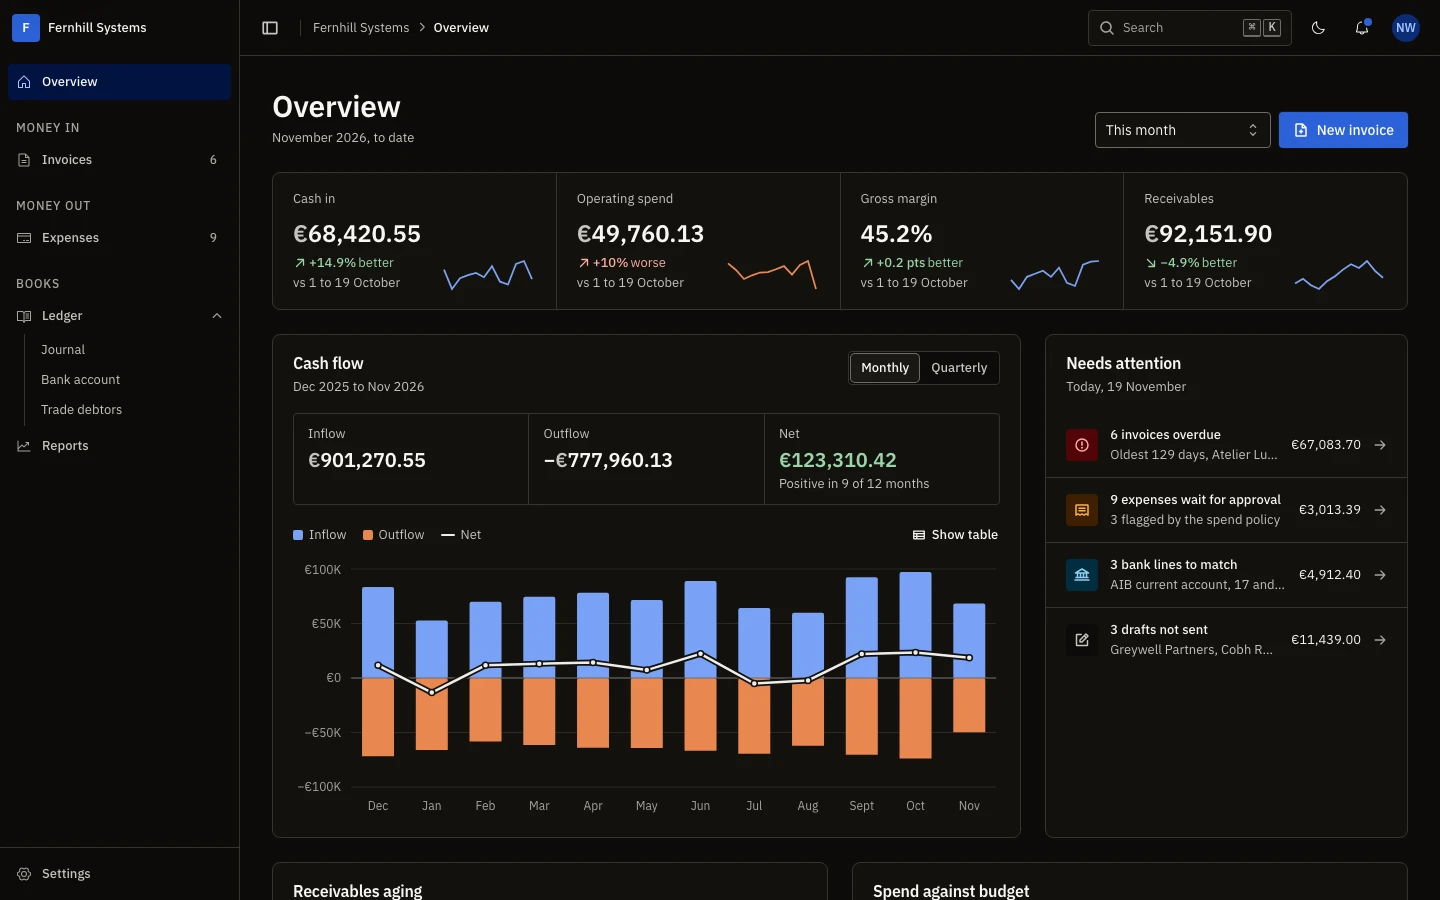 F Fernhill Systems
Overview
MONEY IN
Invoices 6
MONEY OUT
Expenses 9
BOOKS
Ledger
Journal
Bank account
Trade debtors
Reports
Settings
Fernhill Systems > Overview
Search ⌘ K
NW
Overview
November 2026, to date
This month
New invoice
Cash in
€68,420.55
+14.9% better
vs 1 to 19 October
Operating spend
€49,760.13
+10% worse
vs 1 to 19 October
Gross margin
45.2%
+0.2 pts better
vs 1 to 19 October
Receivables
€92,151.90
−4.9% better
vs 1 to 19 October
Cash flow
Dec 2025 to Nov 2026
Monthly Quarterly
Inflow
€901,270.55
Outflow
−€777,960.13
Net
€123,310.42
Positive in 9 of 12 months
Inflow Outflow Net
Show table
€100K
€50K
€0
−€50K
−€100K
Dec Jan Feb Mar Apr May Jun Jul Aug Sept Oct Nov
Needs attention
Today, 19 November
6 invoices overdue
Oldest 129 days, Atelier Lu...
€67,083.70
9 expenses wait for approval
3 flagged by the spend policy
€3,013.39
3 bank lines to match
AIB current account, 17 and...
€4,912.40
3 drafts not sent
Greywell Partners, Cobh R...
€11,439.00
Receivables aging
Spend against budget